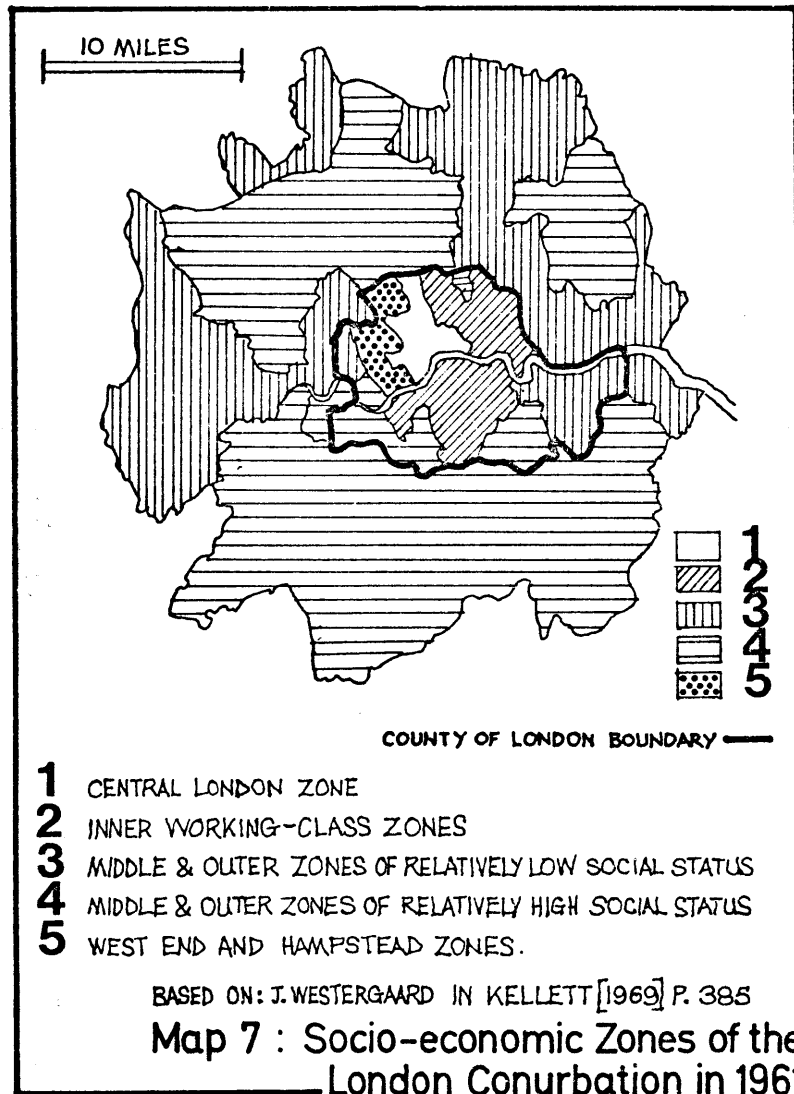 10 MILES
1
2
3
4
5
COUNTY OF LONDON BOUNDARY
1 CENTRAL LONDON ZONE
2 INNER WORKING-CLASS ZONES
3 MIDDLE & OUTER ZONES OF RELATIVELY LOW SOCIAL STATUS
4 MIDDLE & OUTER ZONES OF RELATIVELY HIGH SOCIAL STATUS
5 WEST END AND HAMPSTEAD ZONES.
BASED ON: J. WESTERGAARD IN KELLETT [1969] P. 385
Map 7 : Socio-economic Zones of the
London Conurbation in 1961